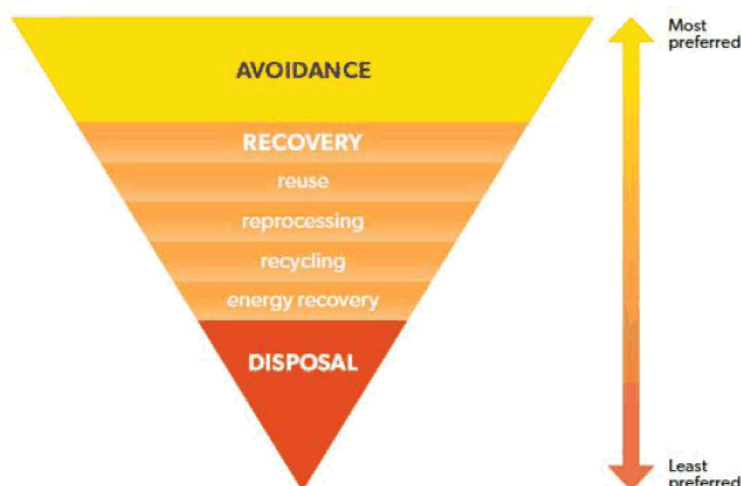 Most
preferred
AVOIDANCE
RECOVERY
reuse
reprocessing
recycling
energy recovery
DISPOSAL
Least
preferred